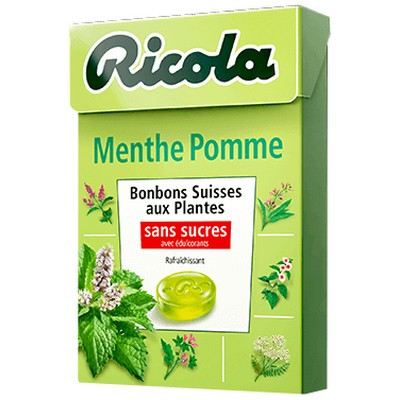 Ricola
Menthe Pomme
Bonbons Suisses
aux Plantes
sans sucres
avec édulcorants
Rafraîchissant